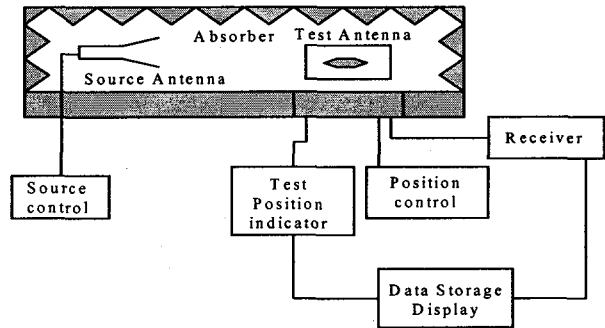 Absorber
Test Antenna
Source Antenna
Receiver
Source
control
Test
Position
indicator
Position
control
Data Storage
Display